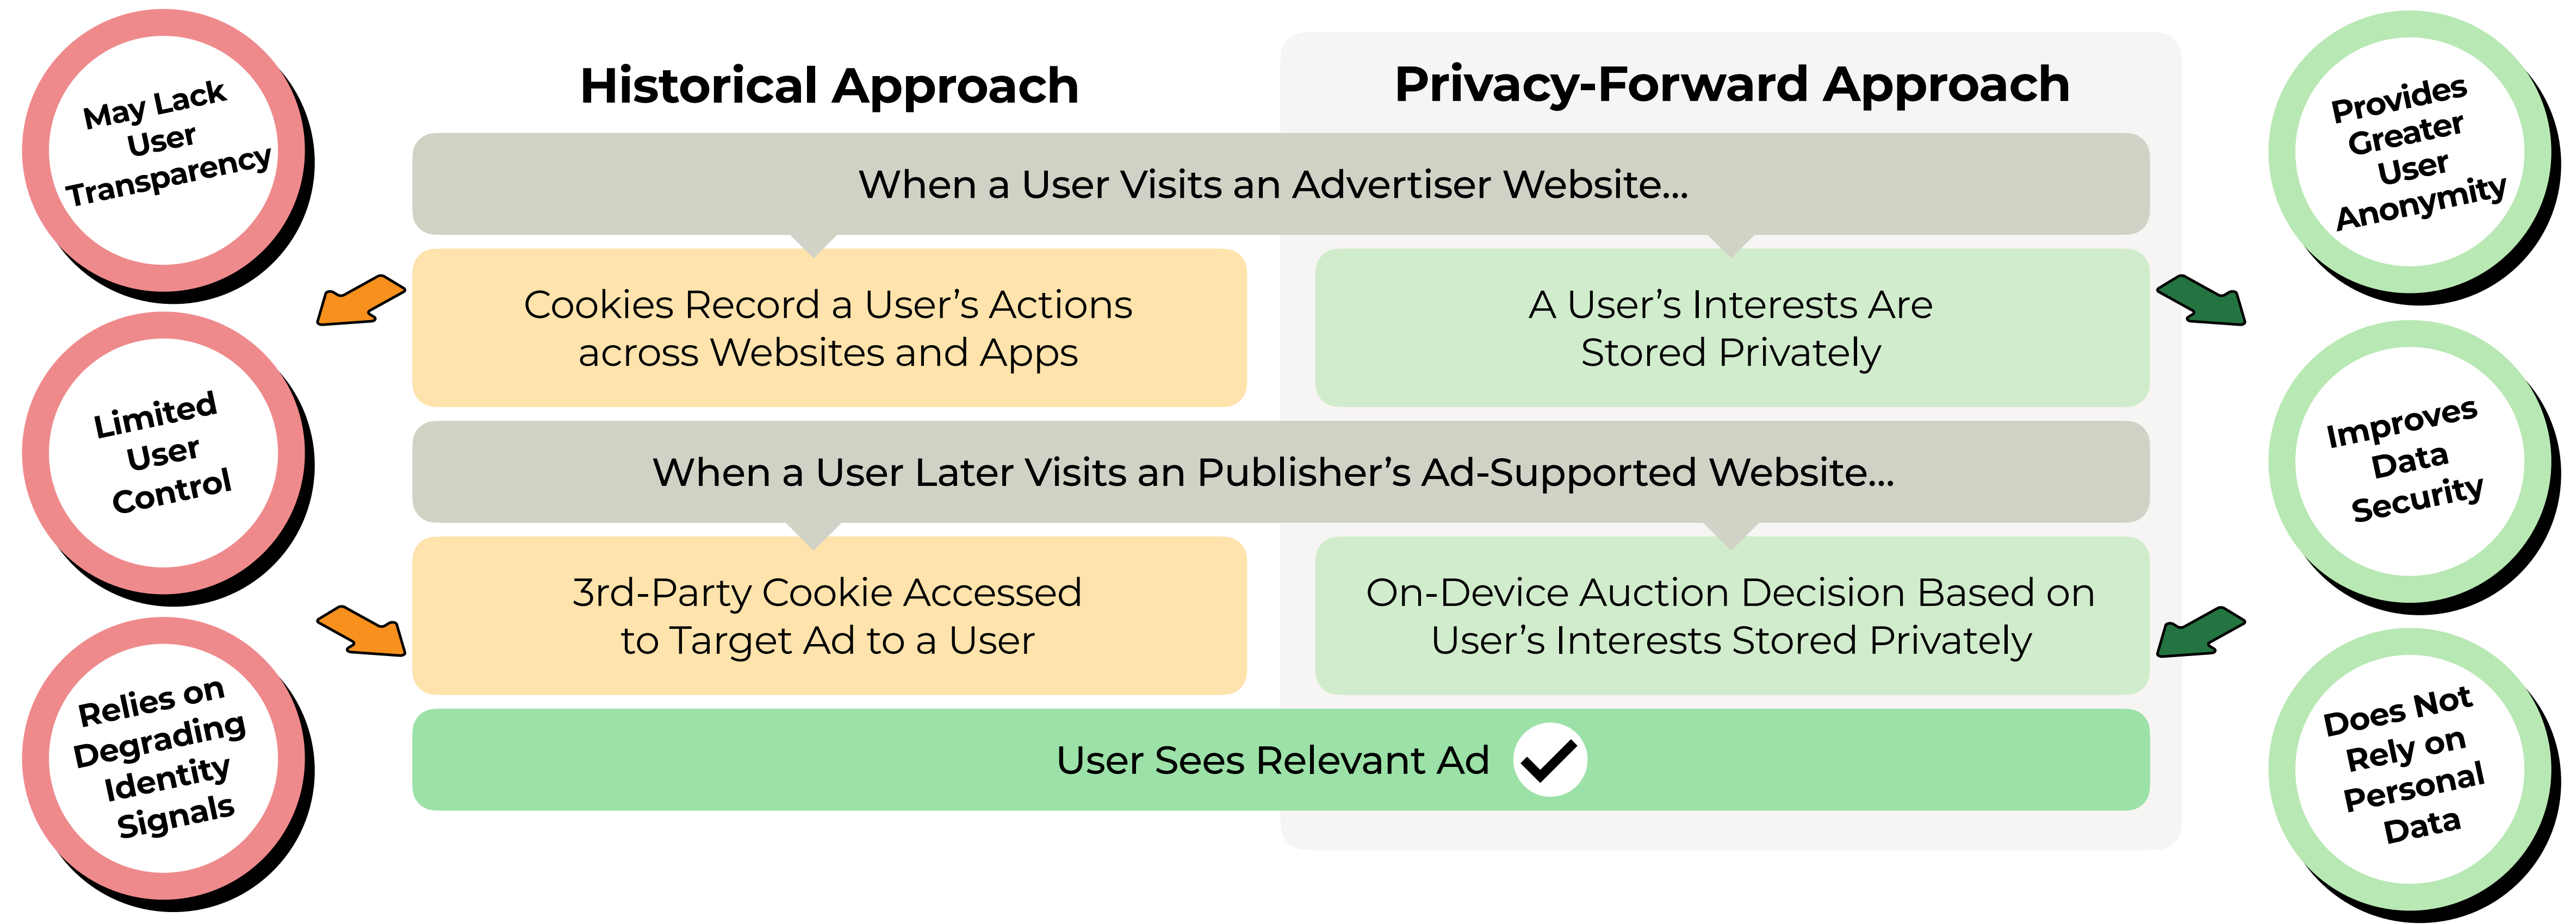 May Lack
User
Transparency
Limited
User
Control
Relies on
Degrading
Identity
Signals
Historical Approach
Privacy-Forward Approach
When a User Visits an Advertiser Website...
Cookies Record a User’s Actions
across Websites and Apps
A User’s Interests Are
Stored Privately
When a User Later Visits an Publisher’s Ad-Supported Website...
3rd-Party Cookie Accessed
to Target Ad to a User
On-Device Auction Decision Based on
User’s Interests Stored Privately
User Sees Relevant Ad
Provides
Greater
User
Anonymity
Improves
Data
Security
Does Not
Rely on
Personal
Data